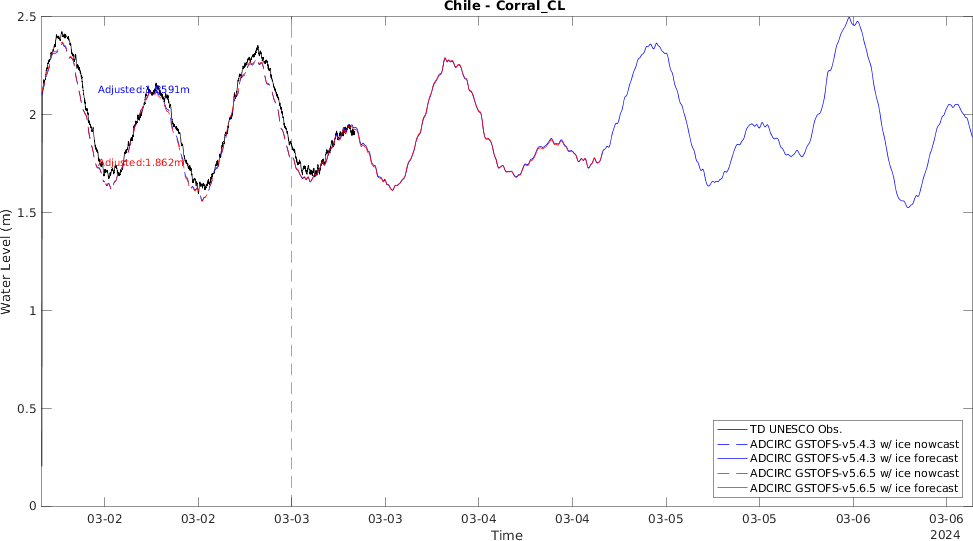 Chile - Corral_CL
2.5
2
1.5
1
0.5
0
Water Level (m)
Adjusted:1.8591m
Adjusted:1.862m
TD UNESCO Obs.
ADCIRC GSTOFS-v5.4.3 w/ ice nowcast
ADCIRC GSTOFS-v5.4.3 w/ ice forecast
ADCIRC GSTOFS-v5.6.5 w/ ice nowcast
ADCIRC GSTOFS-v5.6.5 w/ ice forecast
03-02 03-02 03-03 03-03 03-04 03-04 03-05 03-05 03-06 03-06
Time
2024